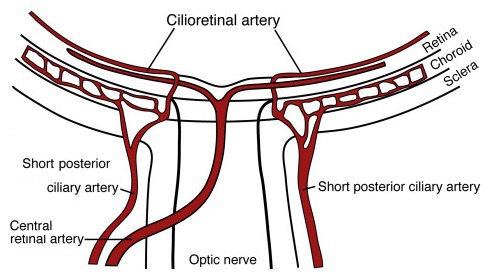 Cilioretinal artery
Retina
Choroid
Sclera
Short posterior
ciliary artery
Short posterior ciliary artery
Central
retinal artery
Optic nerve